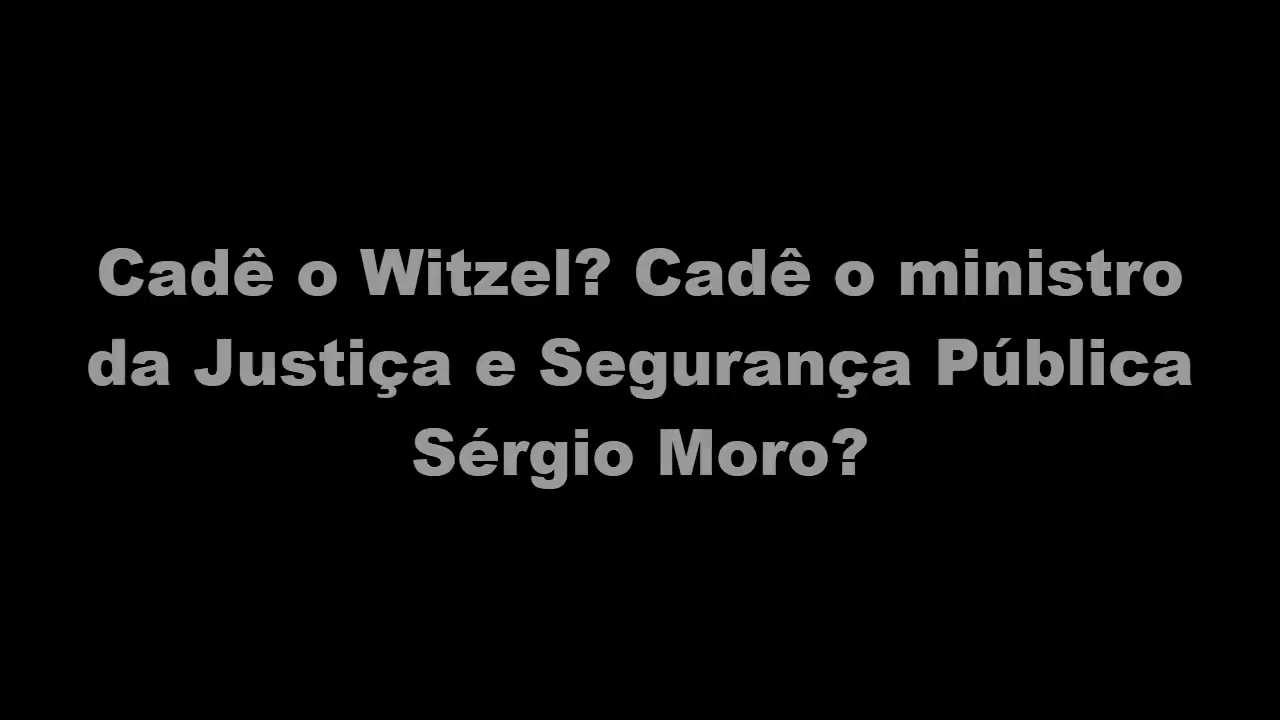 Cadê o Witzel? Cadê o ministro
da Justiça e Segurança Pública
Sérgio Moro?